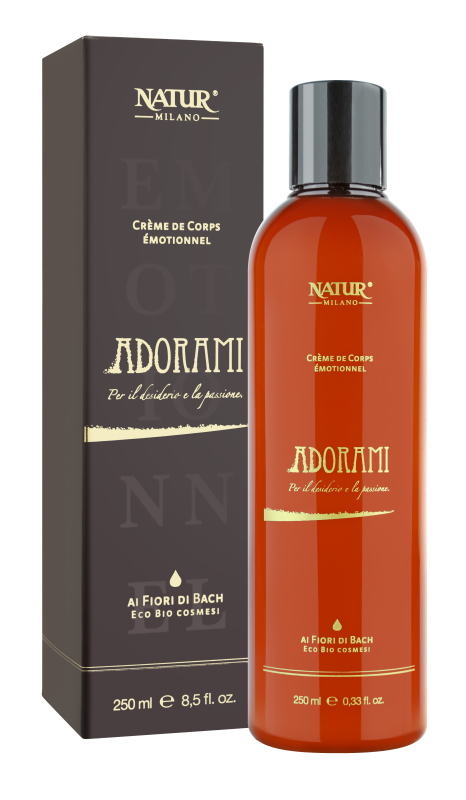 NATUR®
MILANO
CRÈME DE CORPS
ÉMOTIONNEL
ADORAMI
Per il desiderio e la passione.
AI FIORI DI BACH
ECO BIO COSMESI
250 ml ℮ 8,5 fl. oz.
EM
OT
IO
NN
EL
NATUR®
MILANO
CRÈME DE CORPS
ÉMOTIONNEL
ADORAMI
Per il desiderio e la passione.
AI FIORI DI BACH
ECO BIO COSMESI
250 ml ℮ 0,33 fl. oz.